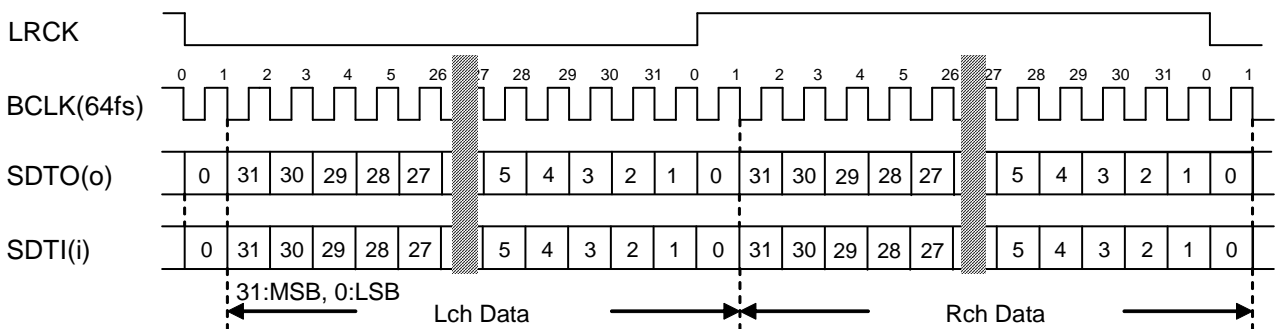 LRCK
0 1 2 3 4 5 26 27 28 29 30 31 0 1 2 3 4 5 26 27 28 29 30 31 0 1
BCLK(64fs)
SDTO(o) 0 31 30 29 28 27 5 4 3 2 1 0 31 30 29 28 27 5 4 3 2 1 0
SDTI(i) 0 31 30 29 28 27 5 4 3 2 1 0 31 30 29 28 27 5 4 3 2 1 0
31:MSB, 0:LSB
Lch Data Rch Data